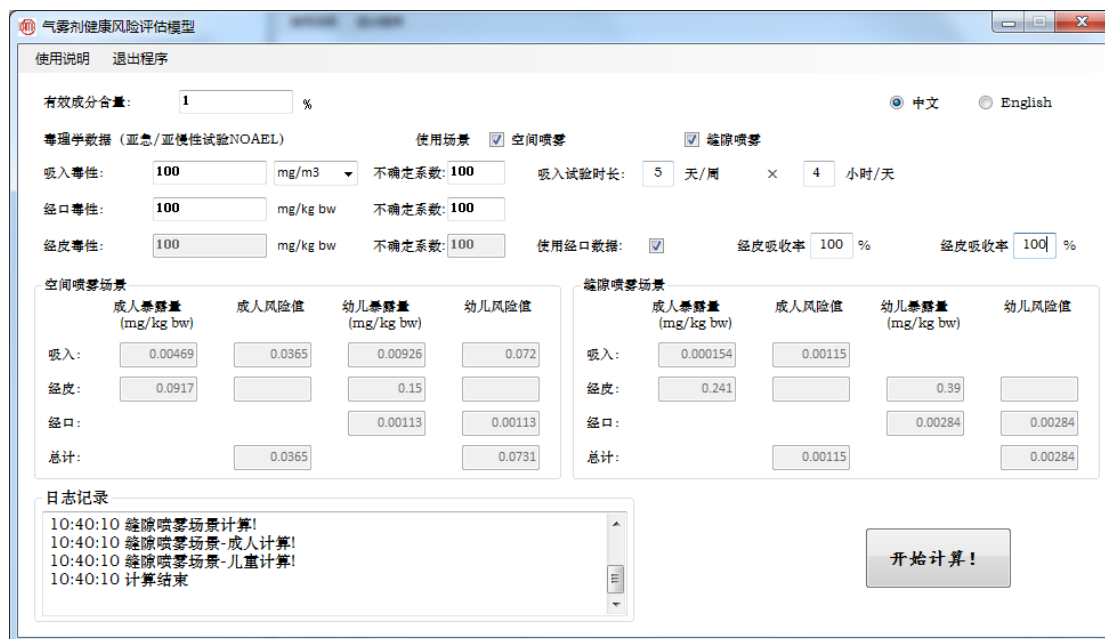 气雾剂健康风险评估模型
使用说明 退出程序
有效成分含量: 1 % 中文 English
毒理学数据 (亚急/亚慢性试验NOAEL) 使用场景 空间喷雾 缝隙喷雾
吸入毒性: 100 mg/m3 不确定系数: 100 吸入试验时长: 5 天/周 × 4 小时/天
经口毒性: 100 mg/kg bw 不确定系数: 100
经皮毒性: 100 mg/kg bw 不确定系数: 100 使用经口数据: 经皮吸收率 100 % 经皮吸收率 100 %
空间喷雾场景
成人暴露量 成人风险值 幼儿暴露量 幼儿风险值
(mg/kg bw) (mg/kg bw)
吸入: 0.00469 0.0365 0.00926 0.072
经皮: 0.0917 0.15
经口: 0.00113 0.00113
总计: 0.0365 0.0731
缝隙喷雾场景
成人暴露量 成人风险值 幼儿暴露量 幼儿风险值
(mg/kg bw) (mg/kg bw)
吸入: 0.000154 0.00115
经皮: 0.241 0.39
经口: 0.00284 0.00284
总计: 0.00115 0.00284
日志记录
10:40:10 缝隙喷雾场景计算!
10:40:10 缝隙喷雾场景-成人计算!
10:40:10 缝隙喷雾场景-儿童计算!
10:40:10 计算结束
开始计算!